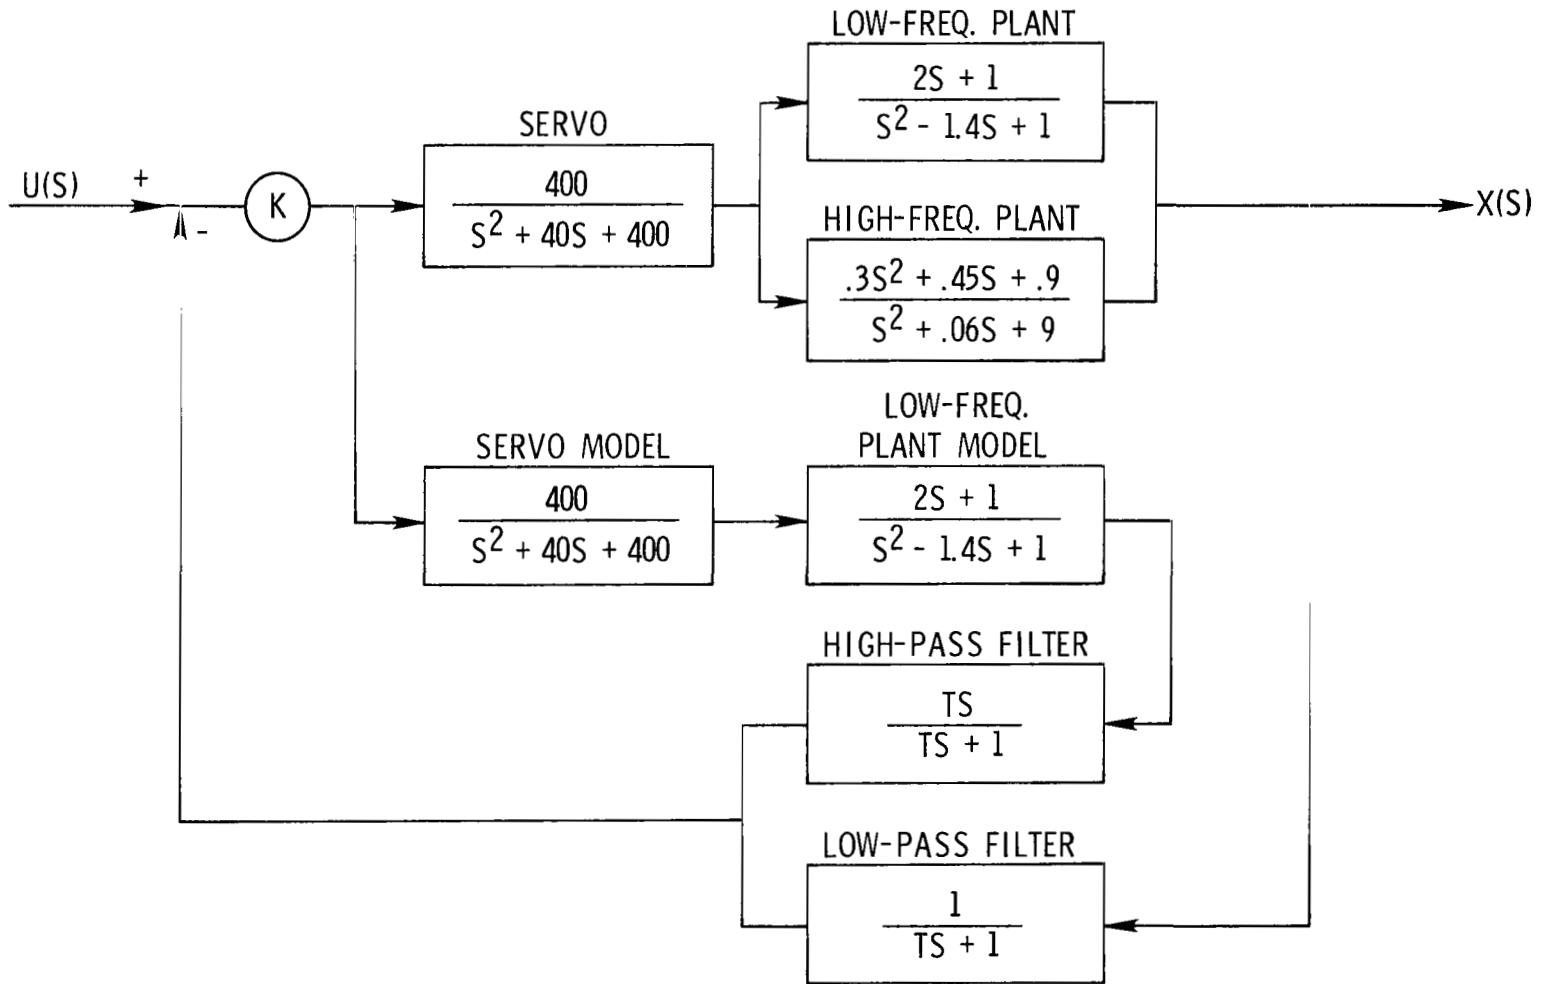 LOW-FREQ. PLANT
2S + 1
S² - 1.4S + 1
SERVO
400
S² + 40S + 400
U(S)
+
-
K
X(S)
HIGH-FREQ. PLANT
.3S² + .45S + .9
S² + .06S + 9
LOW-FREQ.
PLANT MODEL
SERVO MODEL
400
S² + 40S + 400
2S + 1
S² - 1.4S + 1
HIGH-PASS FILTER
TS
TS + 1
LOW-PASS FILTER
1
TS + 1